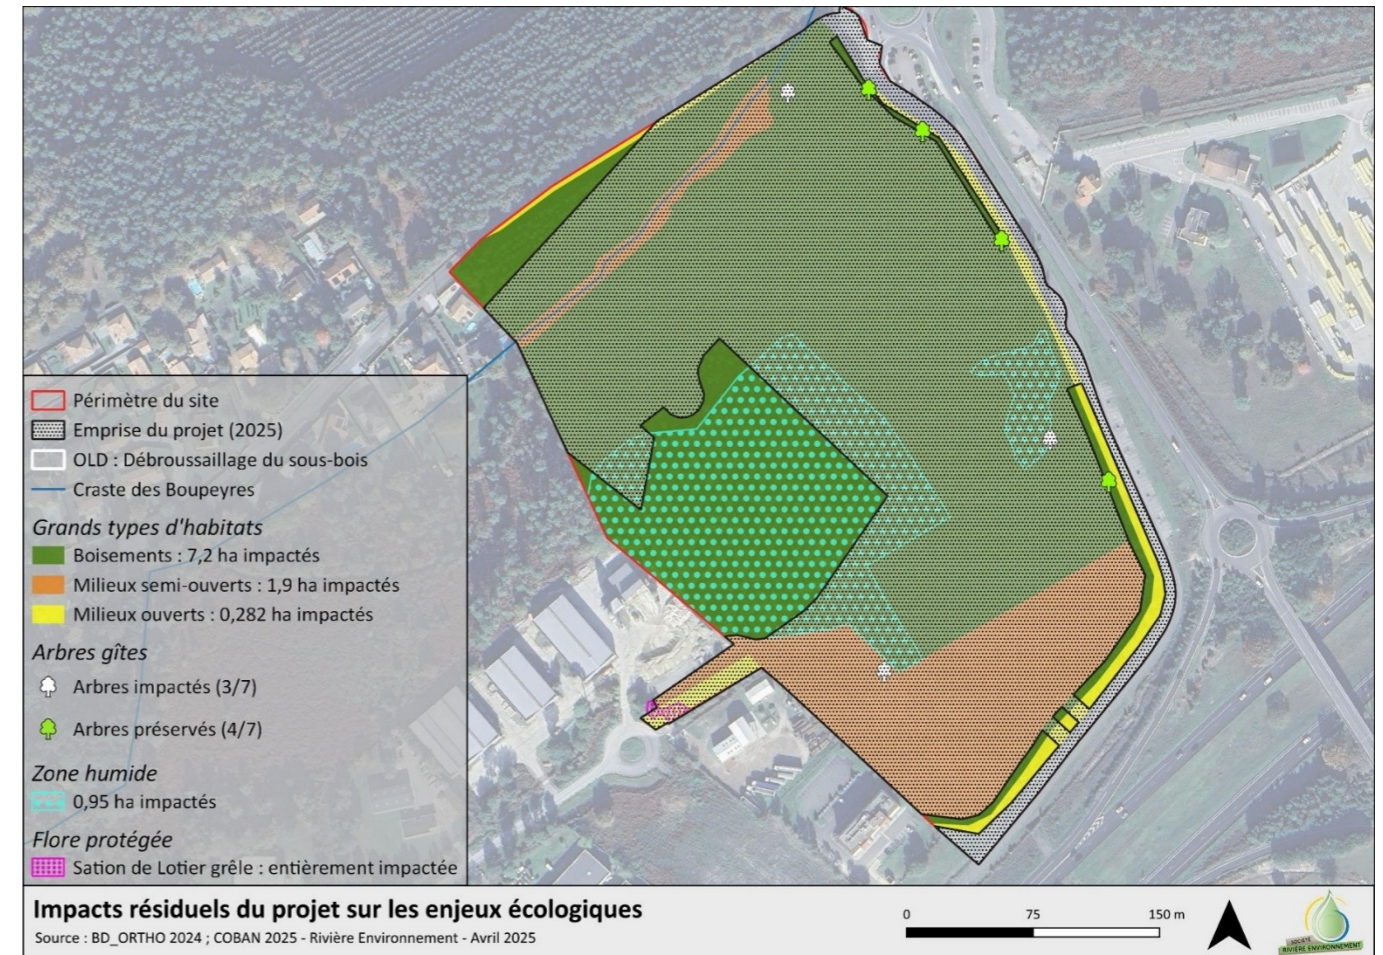 Périmètre du site
Emprise du projet (2025)
OLD : Débroussaillage du sous-bois
Craste des Boupeyres
Grands types d'habitats
Boisements : 7,2 ha impactés
Milieux semi-ouverts : 1,9 ha impactés
Milieux ouverts : 0,282 ha impactés
Arbres gîtes
Arbres impactés (3/7)
Arbres préservés (4/7)
Zone humide
0,95 ha impactés
Flore protégée
Sation de Lotier grêle : entièrement impactée
Impacts résiduels du projet sur les enjeux écologiques
Source : BD_ORTHO 2024 ; COBAN 2025 - Rivière Environnement - Avril 2025
0 75 150 m
SOCIETE
RIVIÈRE ENVIRONNEMENT